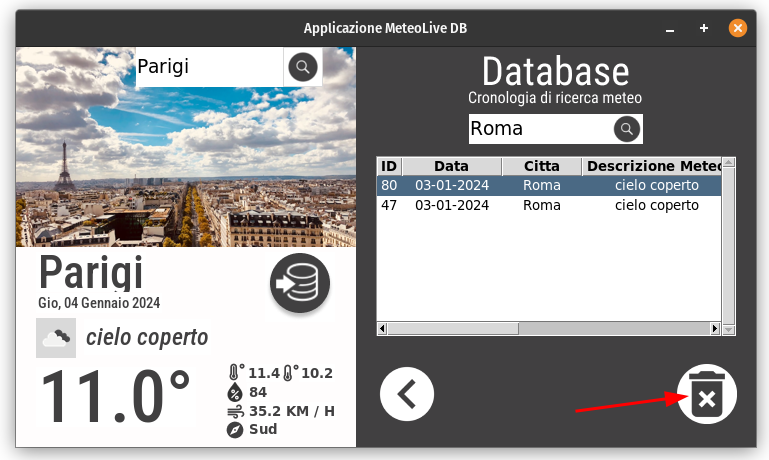 Applicazione MeteoLive DB
Parigi
Parigi
Gio, 04 Gennaio 2024
cielo coperto
11.0°
11.4 10.2
84
35.2 KM / H
Sud
Database
Cronologia di ricerca meteo
Roma
ID Data Citta Descrizione Meteo
80 03-01-2024 Roma cielo coperto
47 03-01-2024 Roma cielo coperto